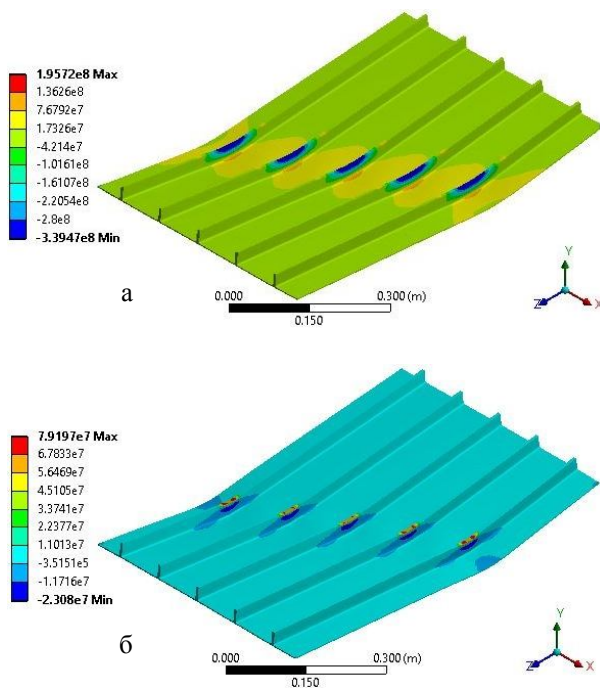 1.9572e8 Max
1.3626e8
7.6792e7
1.7326e7
-4.214e7
-1.0161e8
-1.6107e8
-2.2054e8
-2.8e8
-3.3947e8 Min
а
0.000 0.300 (m)
0.150
Y
Z X
7.9197e7 Max
6.7833e7
5.6469e7
4.5105e7
3.3741e7
2.2377e7
1.1013e7
-3.5151e5
-1.1716e7
-2.308e7 Min
б
0.000 0.300 (m)
0.150
Y
Z X